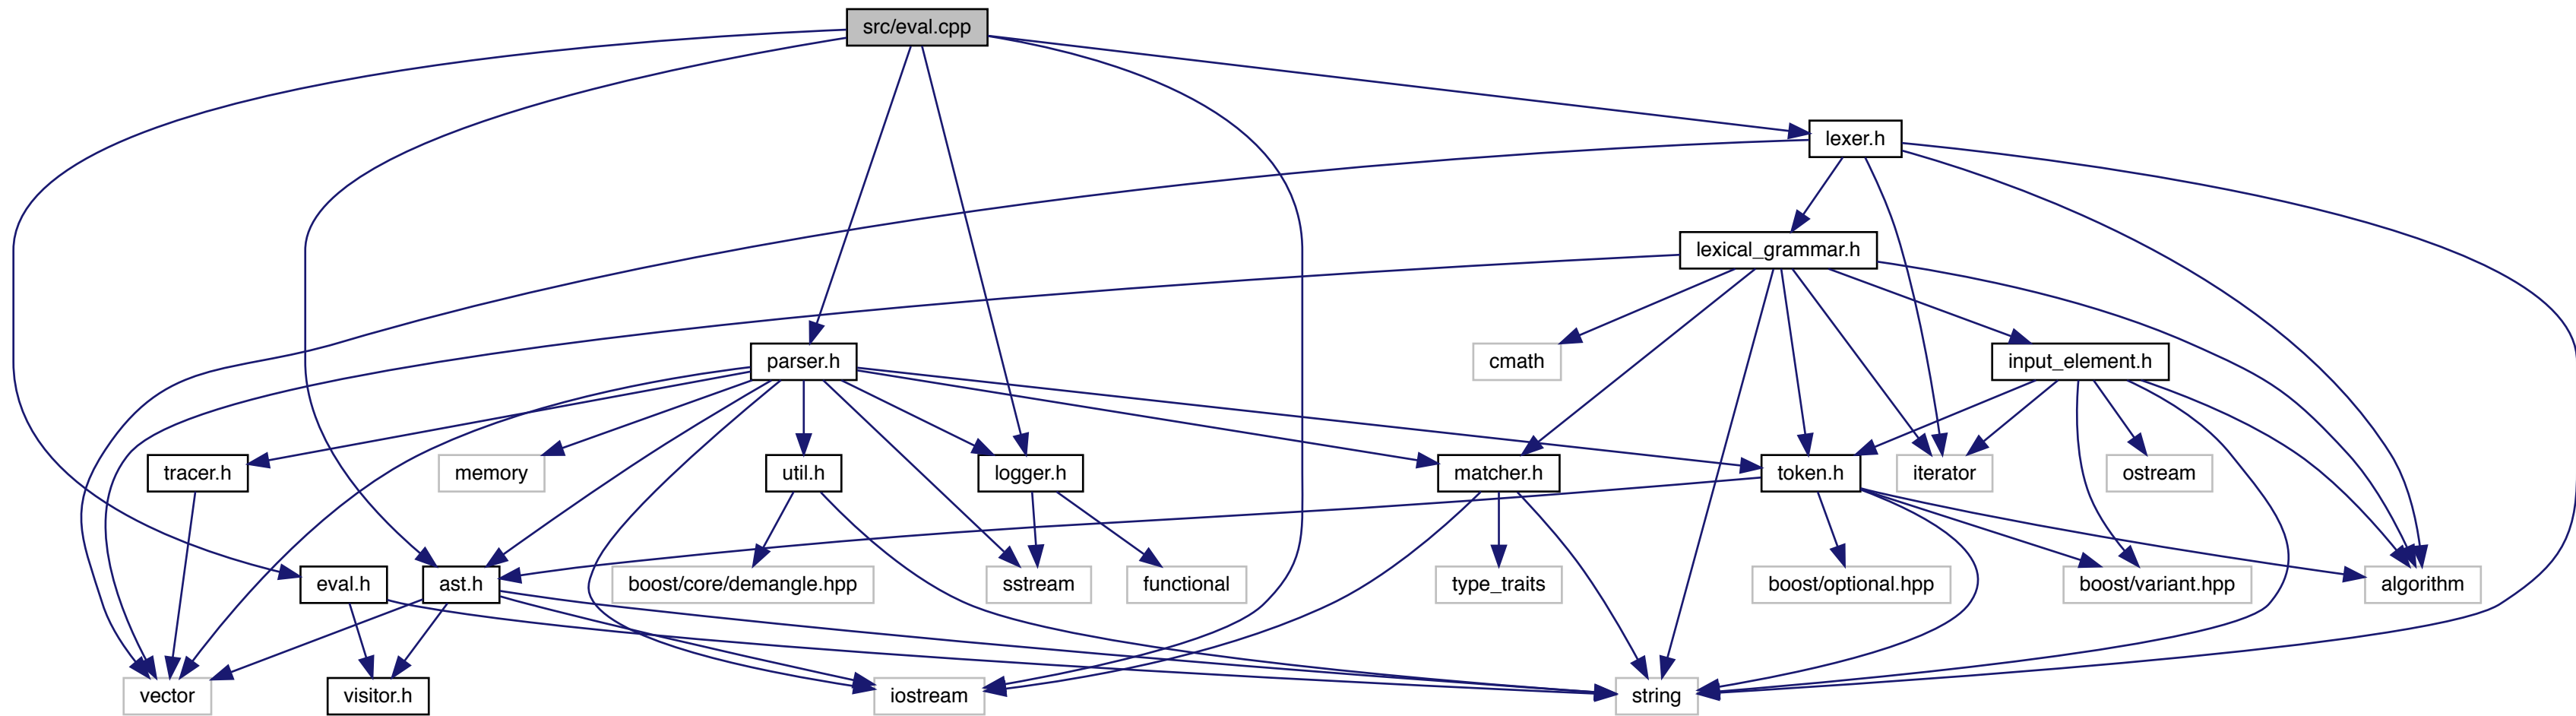 src/eval.cpp
lexer.h
lexical_grammar.h
parser.h
cmath
input_element.h
tracer.h
memory
util.h
logger.h
matcher.h
token.h
iterator
ostream
eval.h
ast.h
boost/core/demangle.hpp
sstream
functional
type_traits
boost/optional.hpp
boost/variant.hpp
algorithm
vector
visitor.h
iostream
string